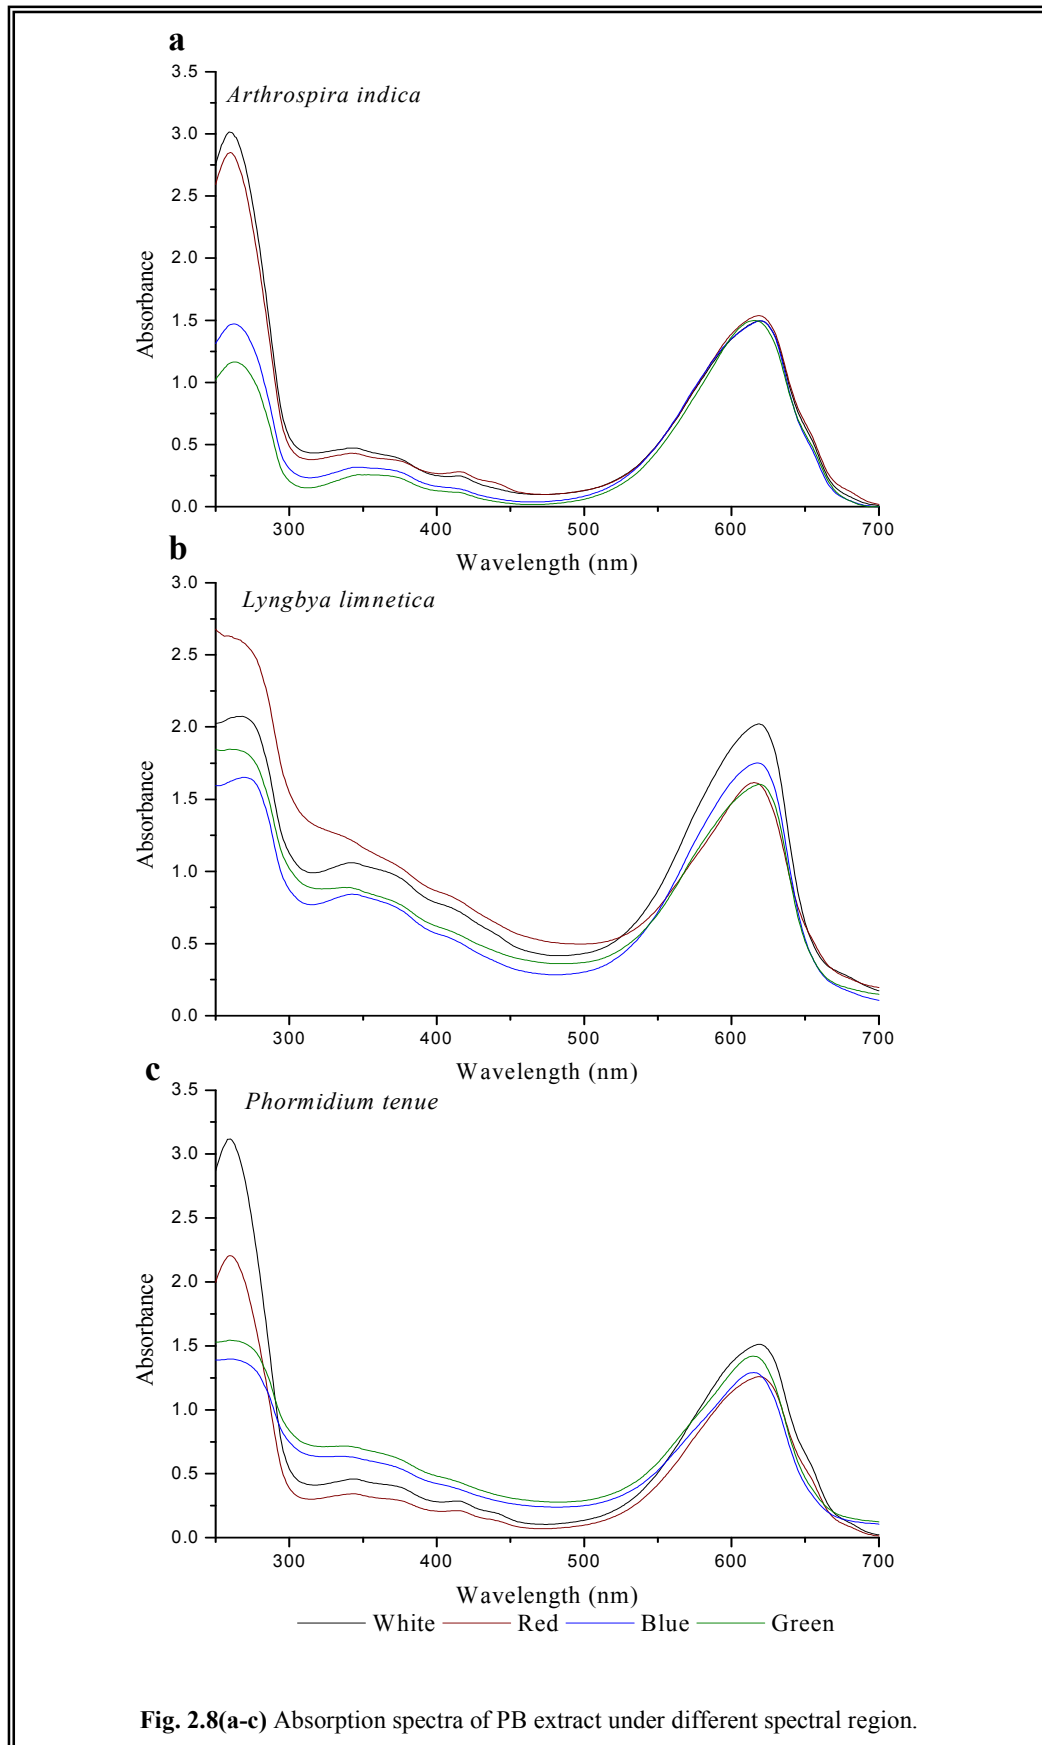 a
3.5
Arthrospira indica
3.0
2.5
2.0
1.5
1.0
0.5
0.0
Absorbance
300 400 500 600 700
Wavelength (nm)
b
3.0
Lyngbya limnetica
2.5
2.0
1.5
1.0
0.5
0.0
Absorbance
300 400 500 600 700
Wavelength (nm)
c
3.5
Phormidium tenue
3.0
2.5
2.0
1.5
1.0
0.5
0.0
Absorbance
300 400 500 600 700
Wavelength (nm)
White Red Blue Green
Fig. 2.8(a-c) Absorption spectra of PB extract under different spectral region.